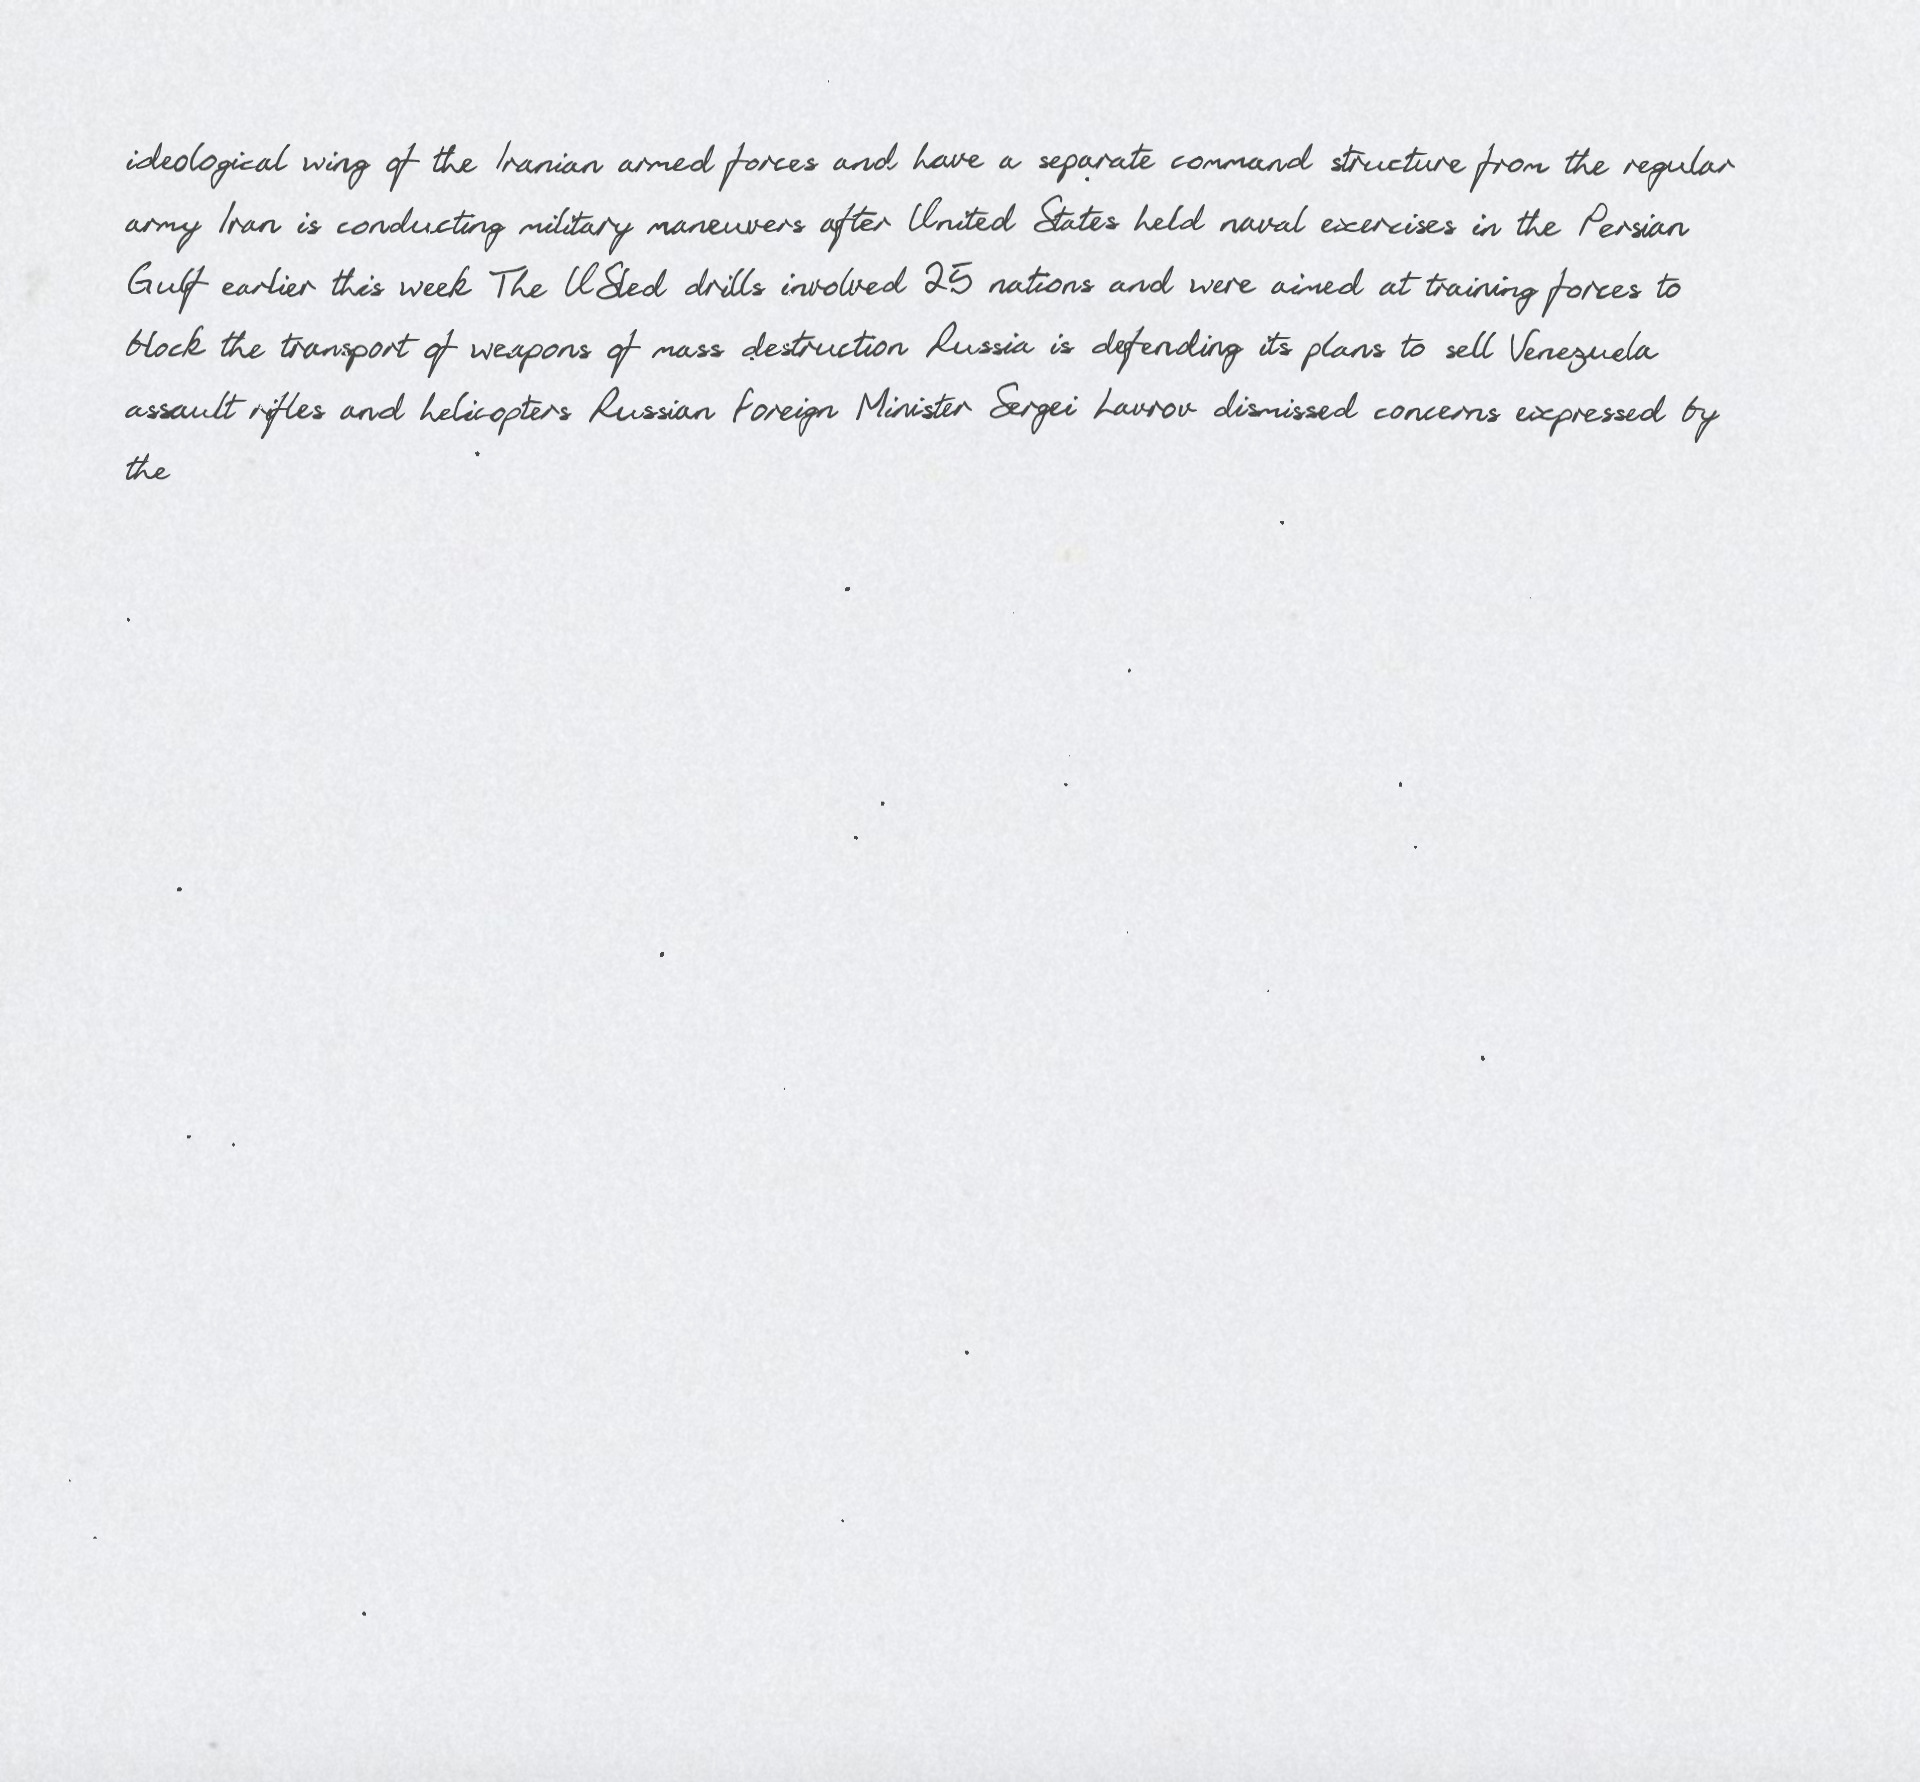 ideological wing of the Iranian armed forces and have a separate command structure from the regular
army Iran is conducting military maneuvers after United States held naval exercises in the Persian
Gulf earlier this week The USled drills involved 25 nations and were aimed at training forces to
block the transport of weapons of mass destruction Russia is defending its plans to sell Venezuela
assault rifles and helicopters Russian Foreign Minister Sergei Lavrov dismissed concerns expressed by
the